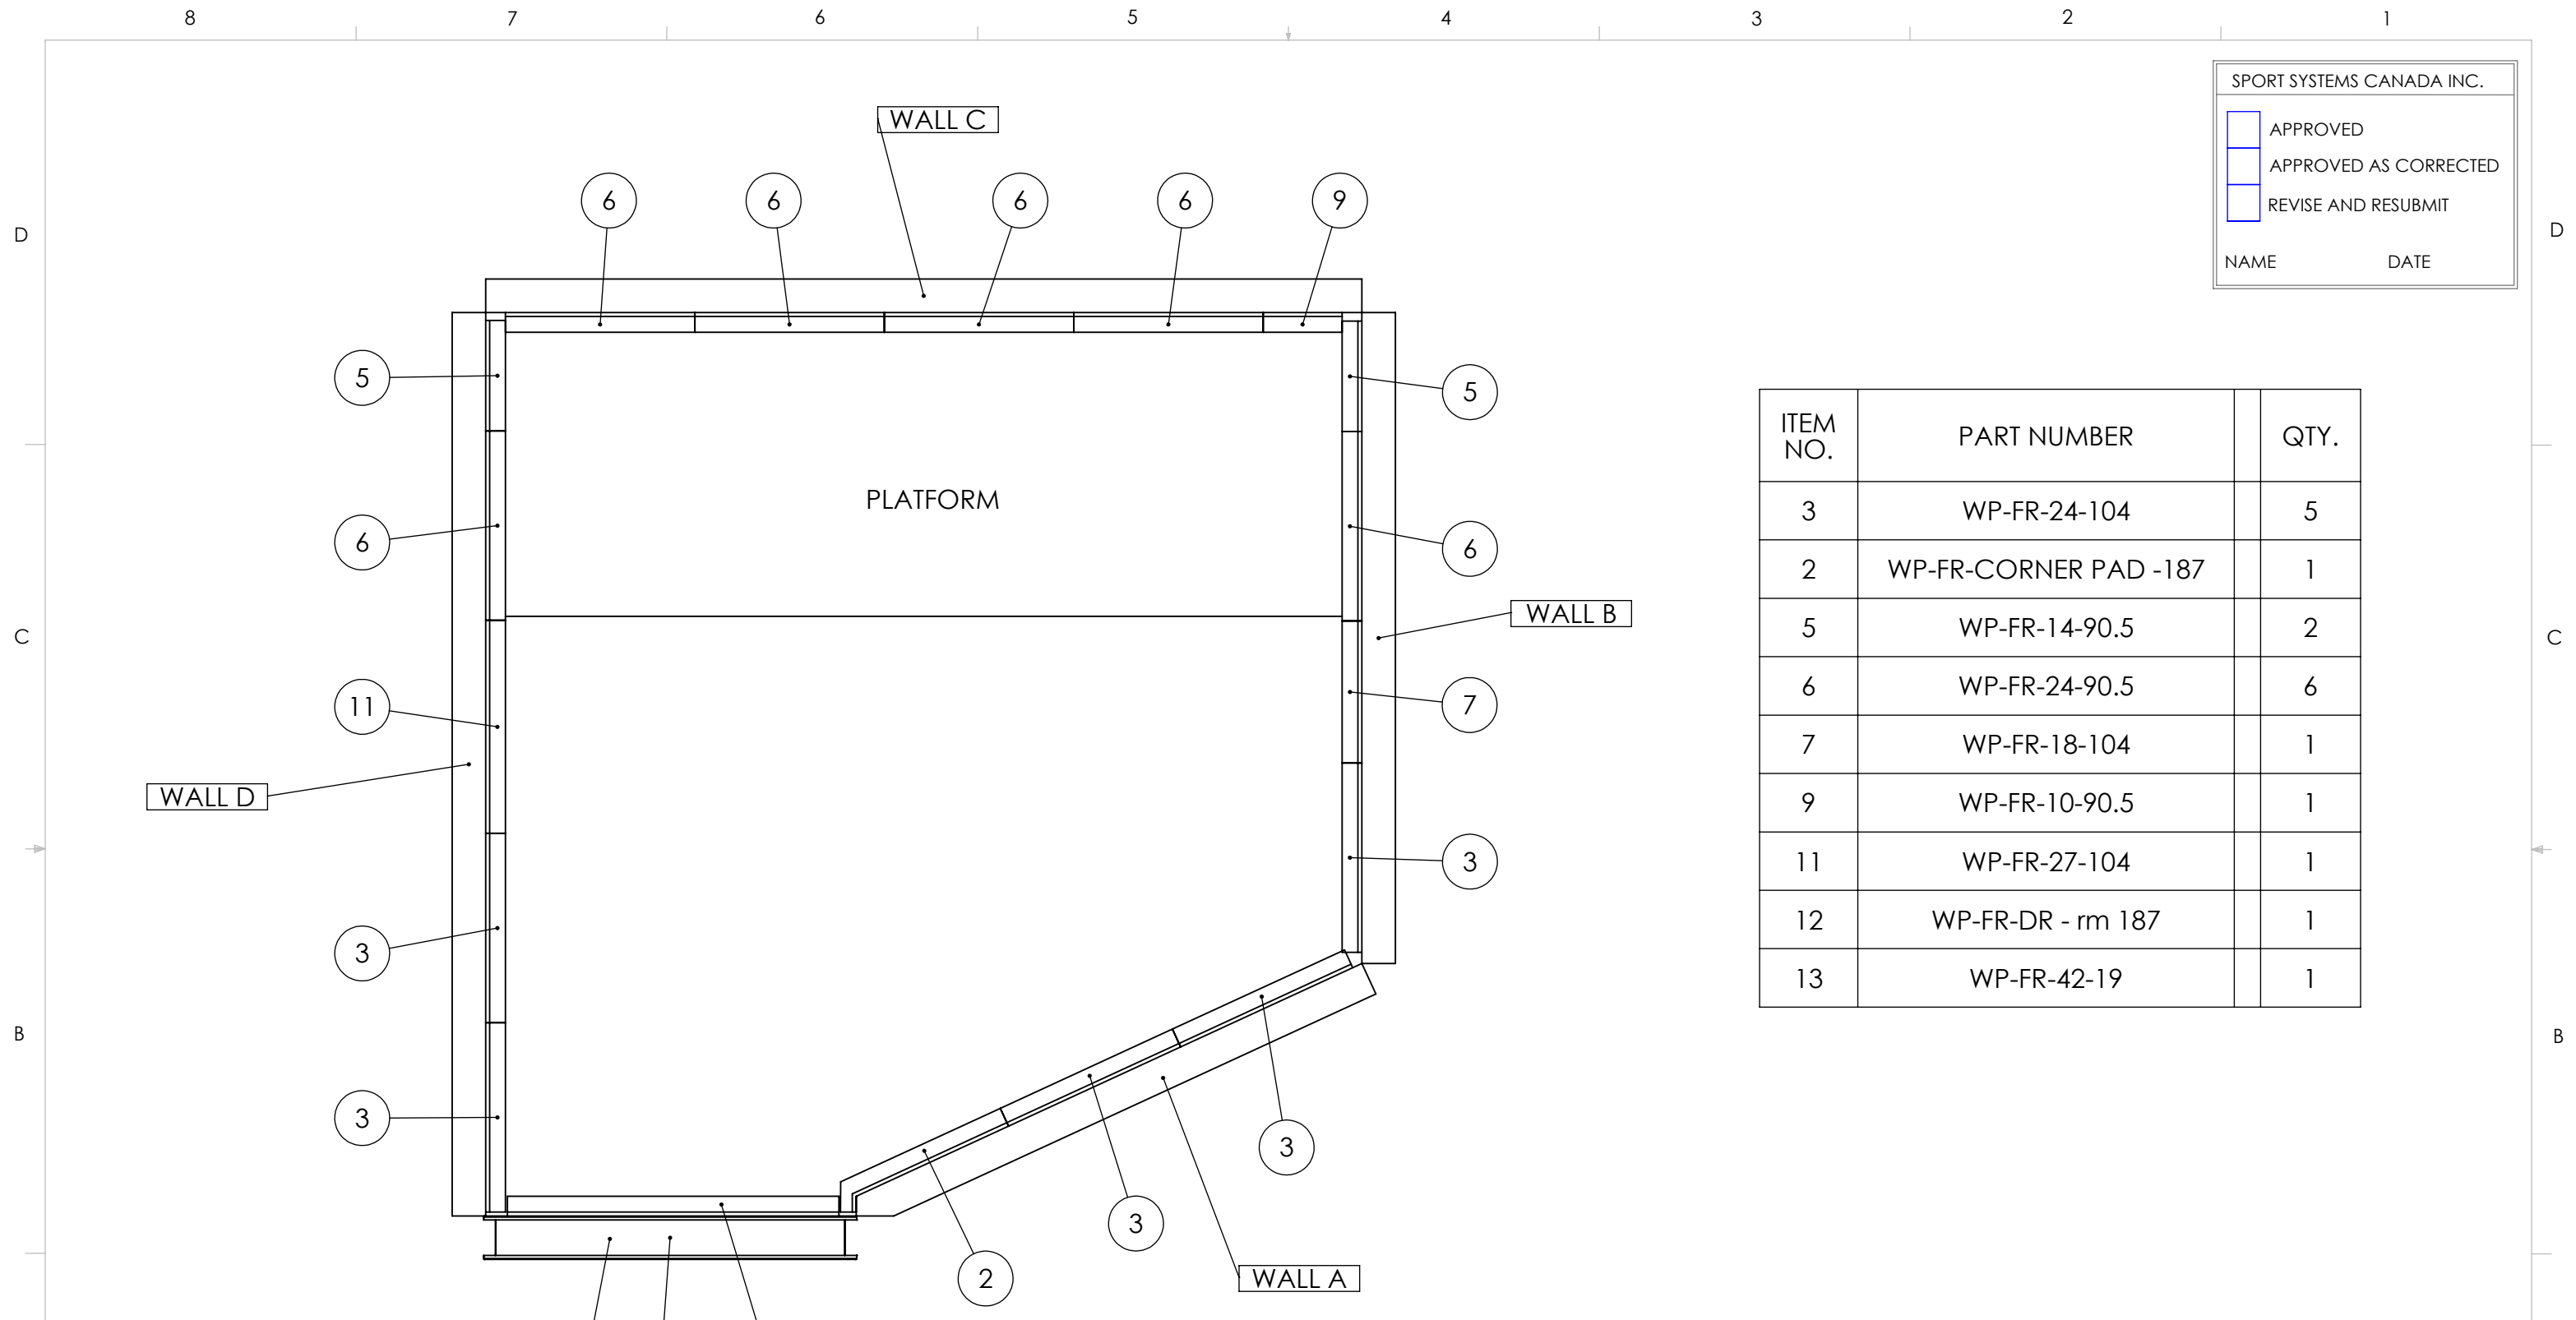 8 7 6 5 4 3 2 1
SPORT SYSTEMS CANADA INC.
APPROVED
APPROVED AS CORRECTED
REVISE AND RESUBMIT
NAME DATE
WALL C
6 6 6 6 9
D D
5 5
PLATFORM
6 6
WALL B
C C
11 7
WALL D
3 3
B B
3 3
3
2 WALL A
ITEM NO. PART NUMBER QTY.
3 WP-FR-24-104 5
2 WP-FR-CORNER PAD -187 1
5 WP-FR-14-90.5 2
6 WP-FR-24-90.5 6
7 WP-FR-18-104 1
9 WP-FR-10-90.5 1
11 WP-FR-27-104 1
12 WP-FR-DR - rm 187 1
13 WP-FR-42-19 1